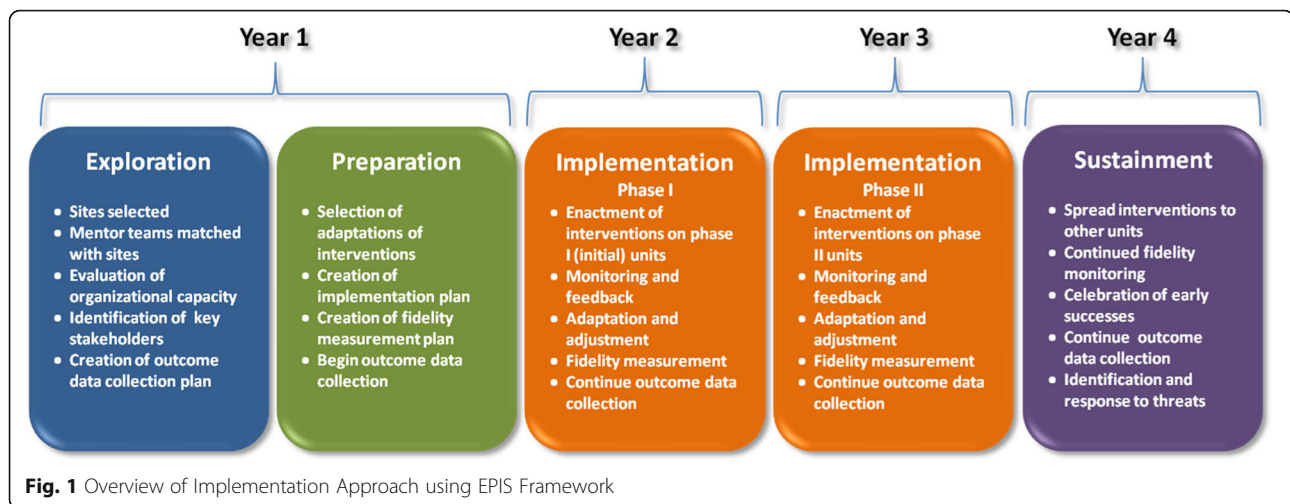 Year 1
Year 2
Year 3
Year 4
Exploration
• Sites selected
• Mentor teams matched
with sites
• Evaluation of
organizational capacity
• Identification of key
stakeholders
• Creation of outcome
data collection plan
Preparation
• Selection of
adaptations of
interventions
• Creation of
implementation plan
• Creation of fidelity
measurement plan
• Begin outcome data
collection
Implementation
Phase I
• Enactment of
interventions on phase
I (initial) units
• Monitoring and
feedback
• Adaptation and
adjustment
• Fidelity measurement
• Continue outcome data
collection
Implementation
Phase II
• Enactment of
interventions on phase
II units
• Monitoring and
feedback
• Adaptation and
adjustment
• Fidelity measurement
• Continue outcome data
collection
Sustainment
• Spread interventions to
other units
• Continued fidelity
monitoring
• Celebration of early
successes
• Continue outcome
data collection
• Identification and
response to threats
Fig. 1 Overview of Implementation Approach using EPIS Framework